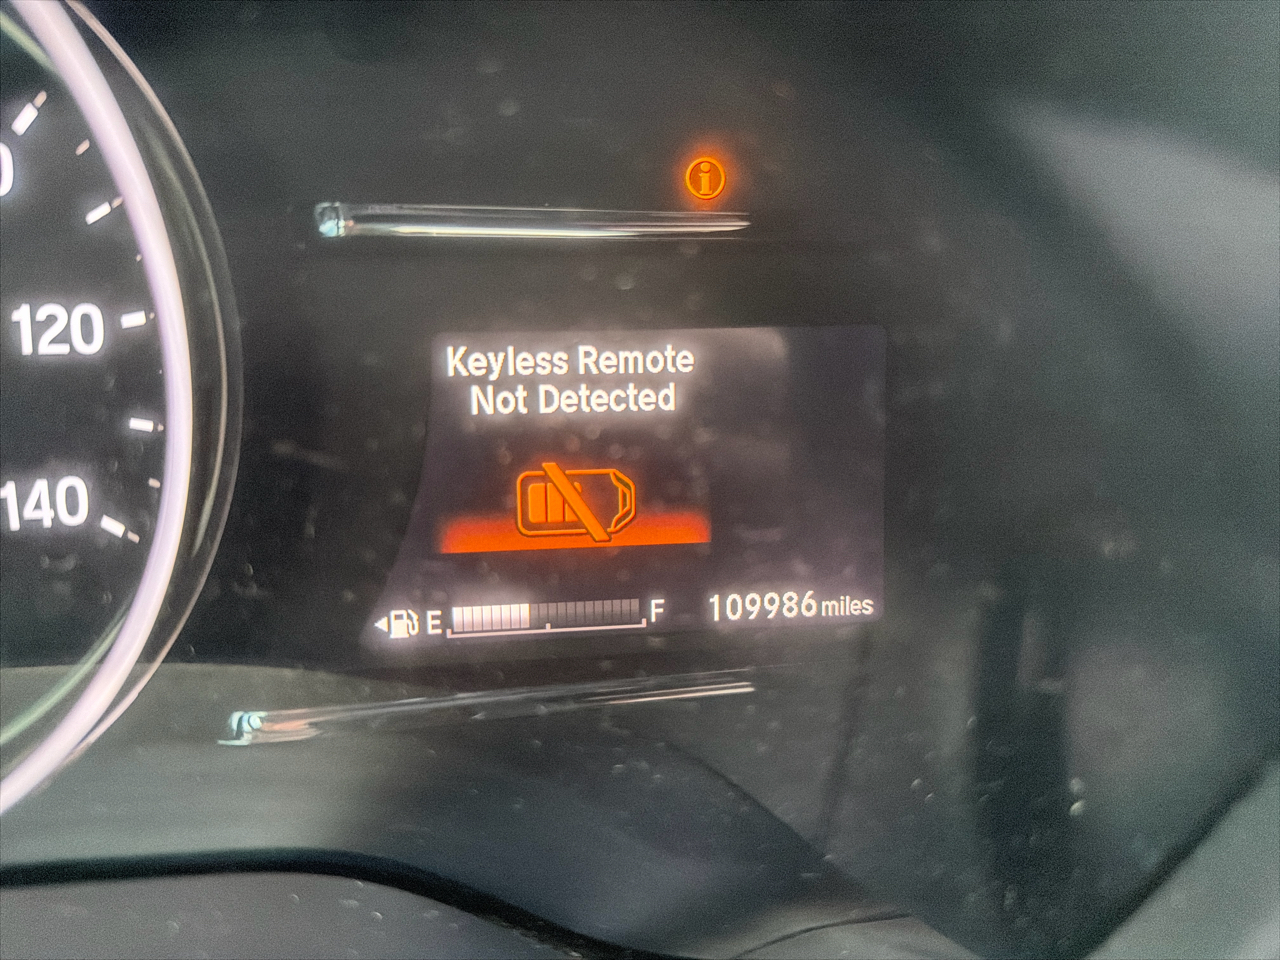 120
140
i
Keyless Remote
Not Detected
E F 109986 miles